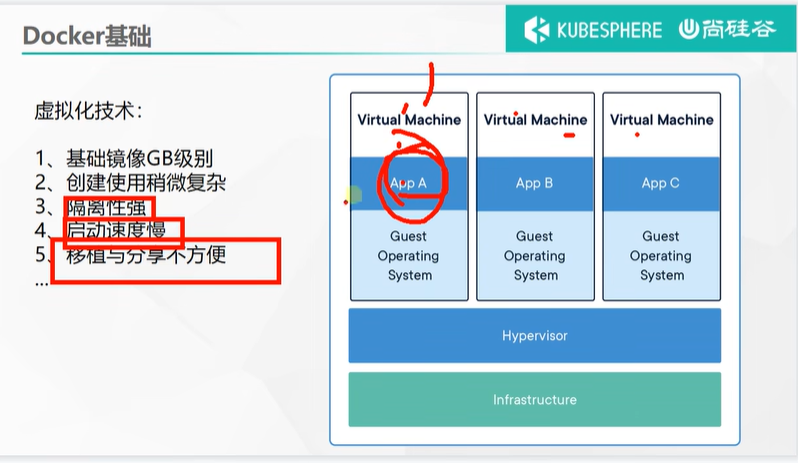 Docker基础
KUBESPHERE 尚硅谷
虚拟化技术：
1、基础镜像GB级别
2、创建使用稍微复杂
3、隔离性强
4、启动速度慢
5、移植与分享不方便
...
Virtual Machine
App A
Guest
Operating
System
Virtual Machine
App B
Guest
Operating
System
Virtual Machine
App C
Guest
Operating
System
Hypervisor
Infrastructure